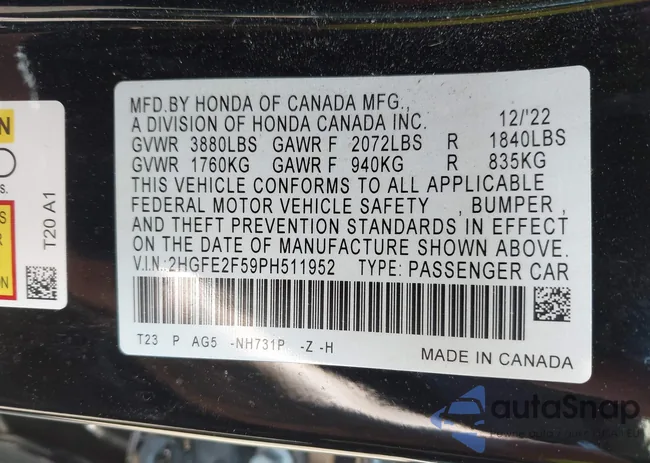 MFD.BY HONDA OF CANADA MFG.,
A DIVISION OF HONDA CANADA INC. 12/'22
GVWR 3880LBS GAWR F 2072LBS R 1840LBS
GVWR 1760KG GAWR F 940KG R 835KG
THIS VEHICLE CONFORMS TO ALL APPLICABLE
FEDERAL MOTOR VEHICLE SAFETY , BUMPER ,
AND THEFT PREVENTION STANDARDS IN EFFECT
ON THE DATE OF MANUFACTURE SHOWN ABOVE.
V.I.N.:2HGFE2F59PH511952 TYPE: PASSENGER CAR
T23 P AG5 -NH731P -Z -H
MADE IN CANADA
T20 A1
autoSnap